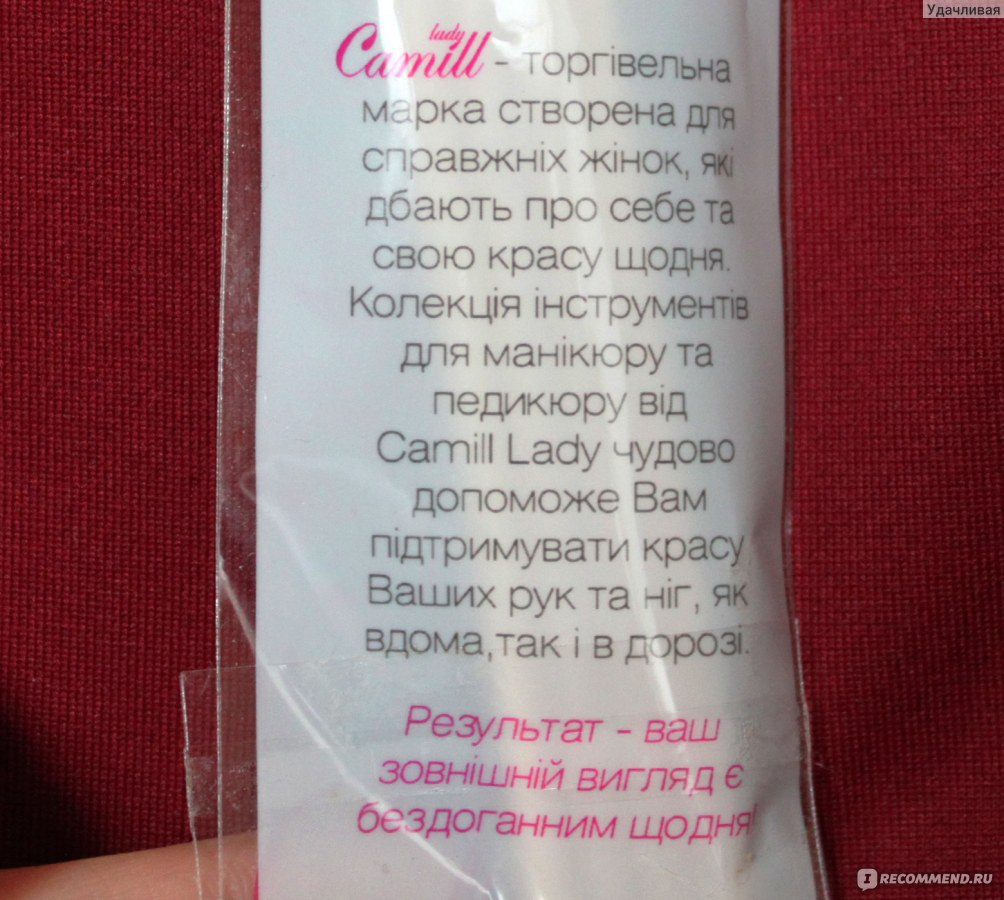 Удачливая
lady
Camill - торгівельна
марка створена для
справжніх жінок, які
дбають про себе та
свою красу щодня.
Колекція інструментів
для манікюру та
педикюру від
Camill Lady чудово
допоможе Вам
підтримувати красу
Ваших рук та ніг, як
вдома,так і в дорозі.
Результат - ваш
зовнішній вигляд є
бездоганним щодня!
IRECOMMEND.RU